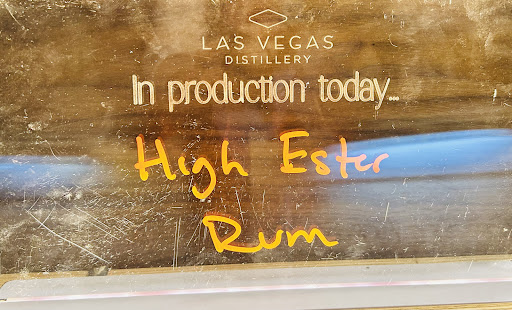 LAS VEGAS
DISTILLERY
In production today...
High Ester
Rum